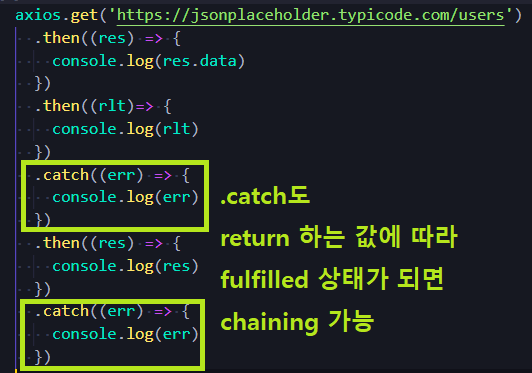 axios.get('https://jsonplaceholder.typicode.com/users')
.then((res) => {
console.log(res.data)
})
.then((rlt)=> {
console.log(rlt)
})
.catch((err) => {
console.log(err)
})
.then((res) => {
console.log(res)
})
.catch((err) => {
console.log(err)
})
.catch도
return 하는 값에 따라
fulfilled 상태가 되면
chaining 가능